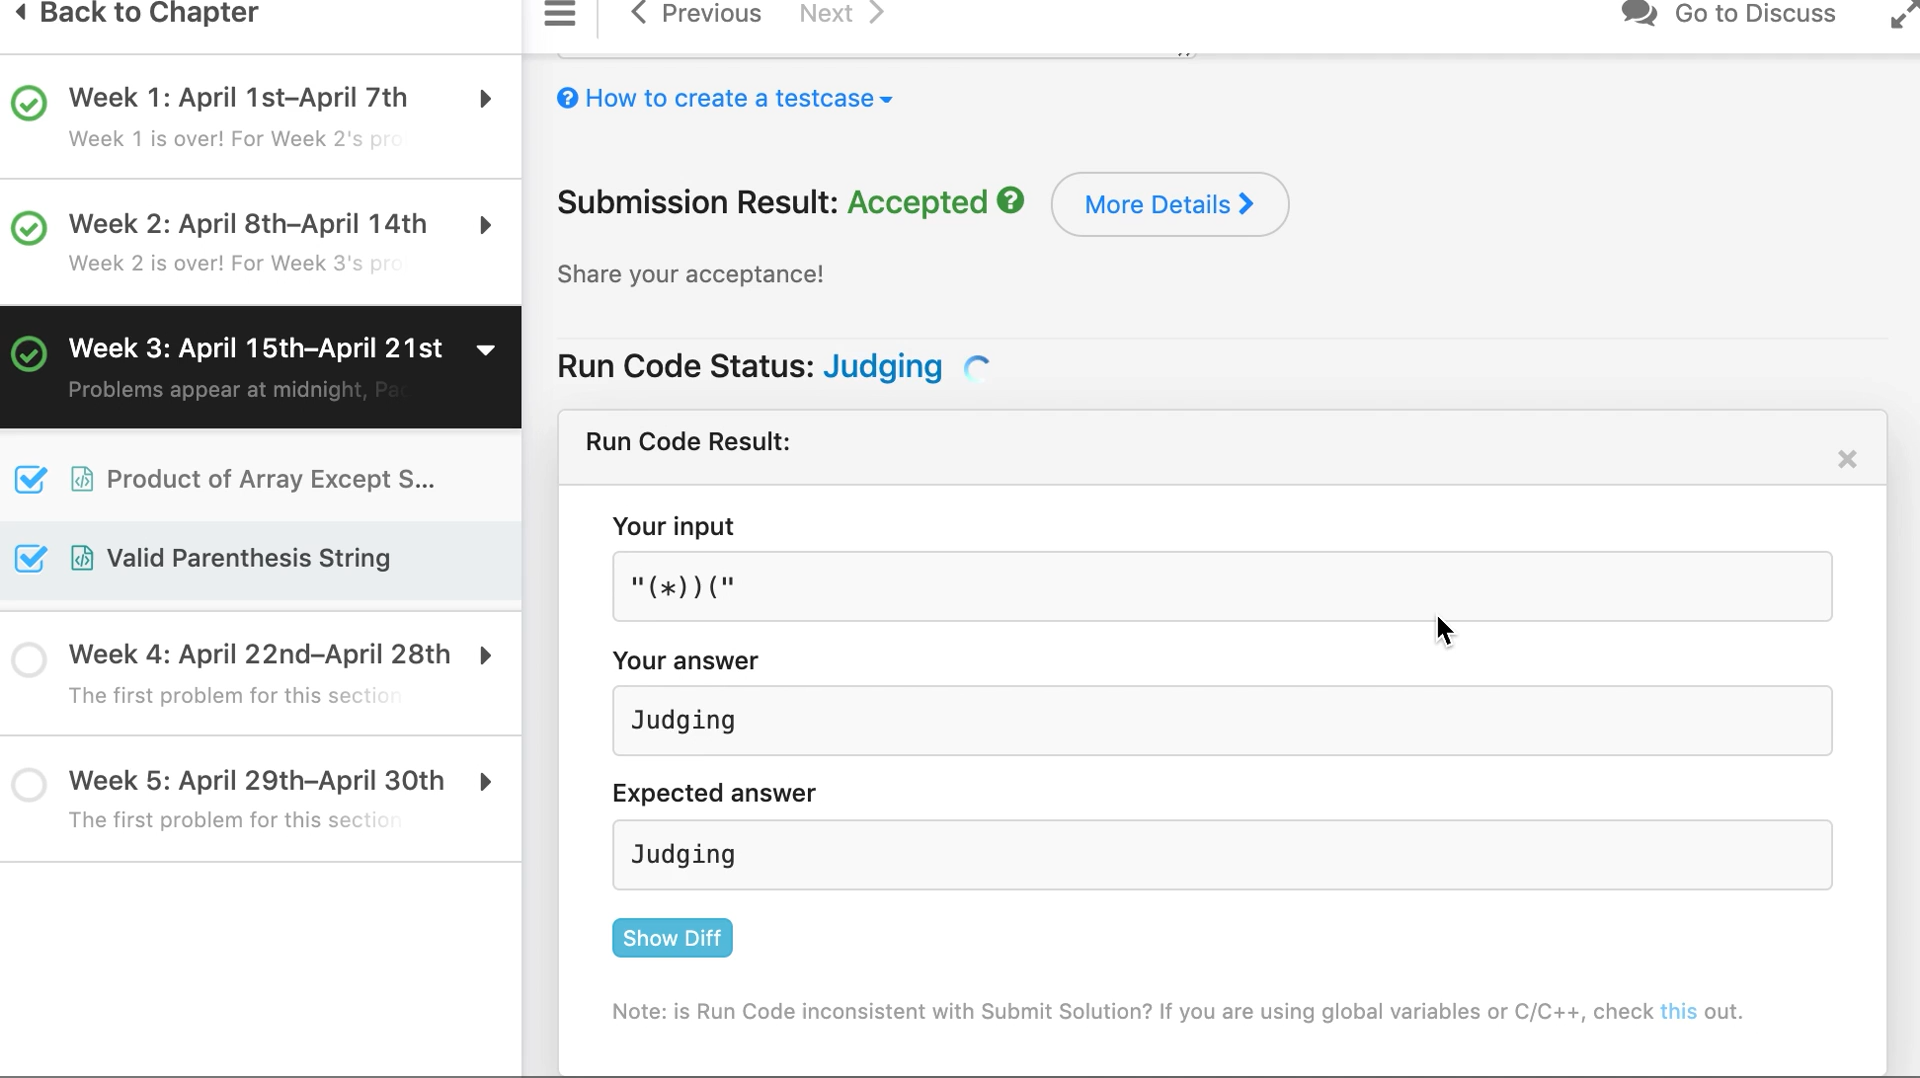 Back to Chapter
Previous
Next
Go to Discuss
Week 1: April 1st–April 7th
Week 1 is over! For Week 2's pro
Week 2: April 8th–April 14th
Week 2 is over! For Week 3's pro
Week 3: April 15th–April 21st
Problems appear at midnight, Pac
Product of Array Except S...
Valid Parenthesis String
Week 4: April 22nd–April 28th
The first problem for this section
Week 5: April 29th–April 30th
The first problem for this section
How to create a testcase
Submission Result: Accepted
More Details
Share your acceptance!
Run Code Status: Judging
Run Code Result:
Your input
"(*))("
Your answer
Judging
Expected answer
Judging
Show Diff
Note: is Run Code inconsistent with Submit Solution? If you are using global variables or C/C++, check this out.